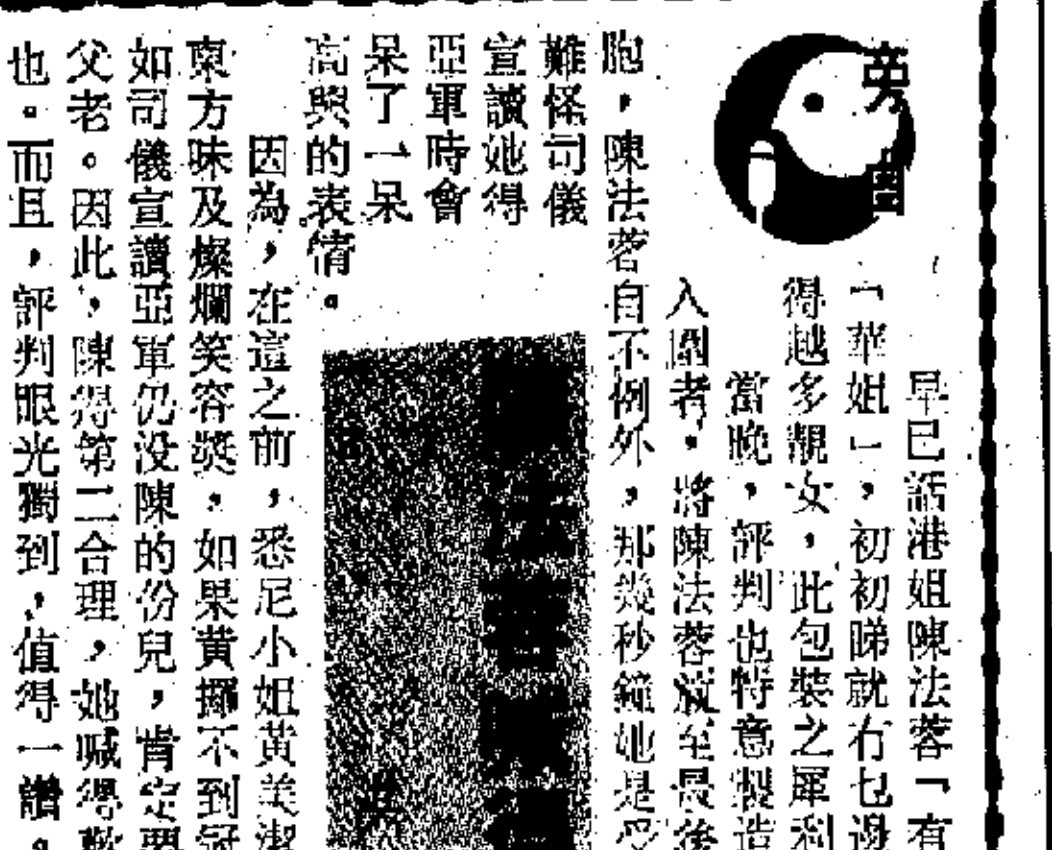 早已話港姐陳法蓉「有
「華姐」，初初睇就冇乜邊
得越多靚女，此包裝之犀利
當晚，評判也特意製造
入圍者，將陳法蓉放至最後
胞，陳法蓉自不例外，那幾秒鐘她是受
難怪司儀
宣讀她得
亞軍時會
呆了一呆
高興的表情。
因為，在這之前，悉尼小姐黃美潔
東方味及燦爛笑容獎，如果黃攞不到冠
如司儀宣讀亞軍仍没陳的份兒，肯定要
父老。因此，陳得第二合理，她喊得歡
也。而且，評判眼光獨到，值得一讚。